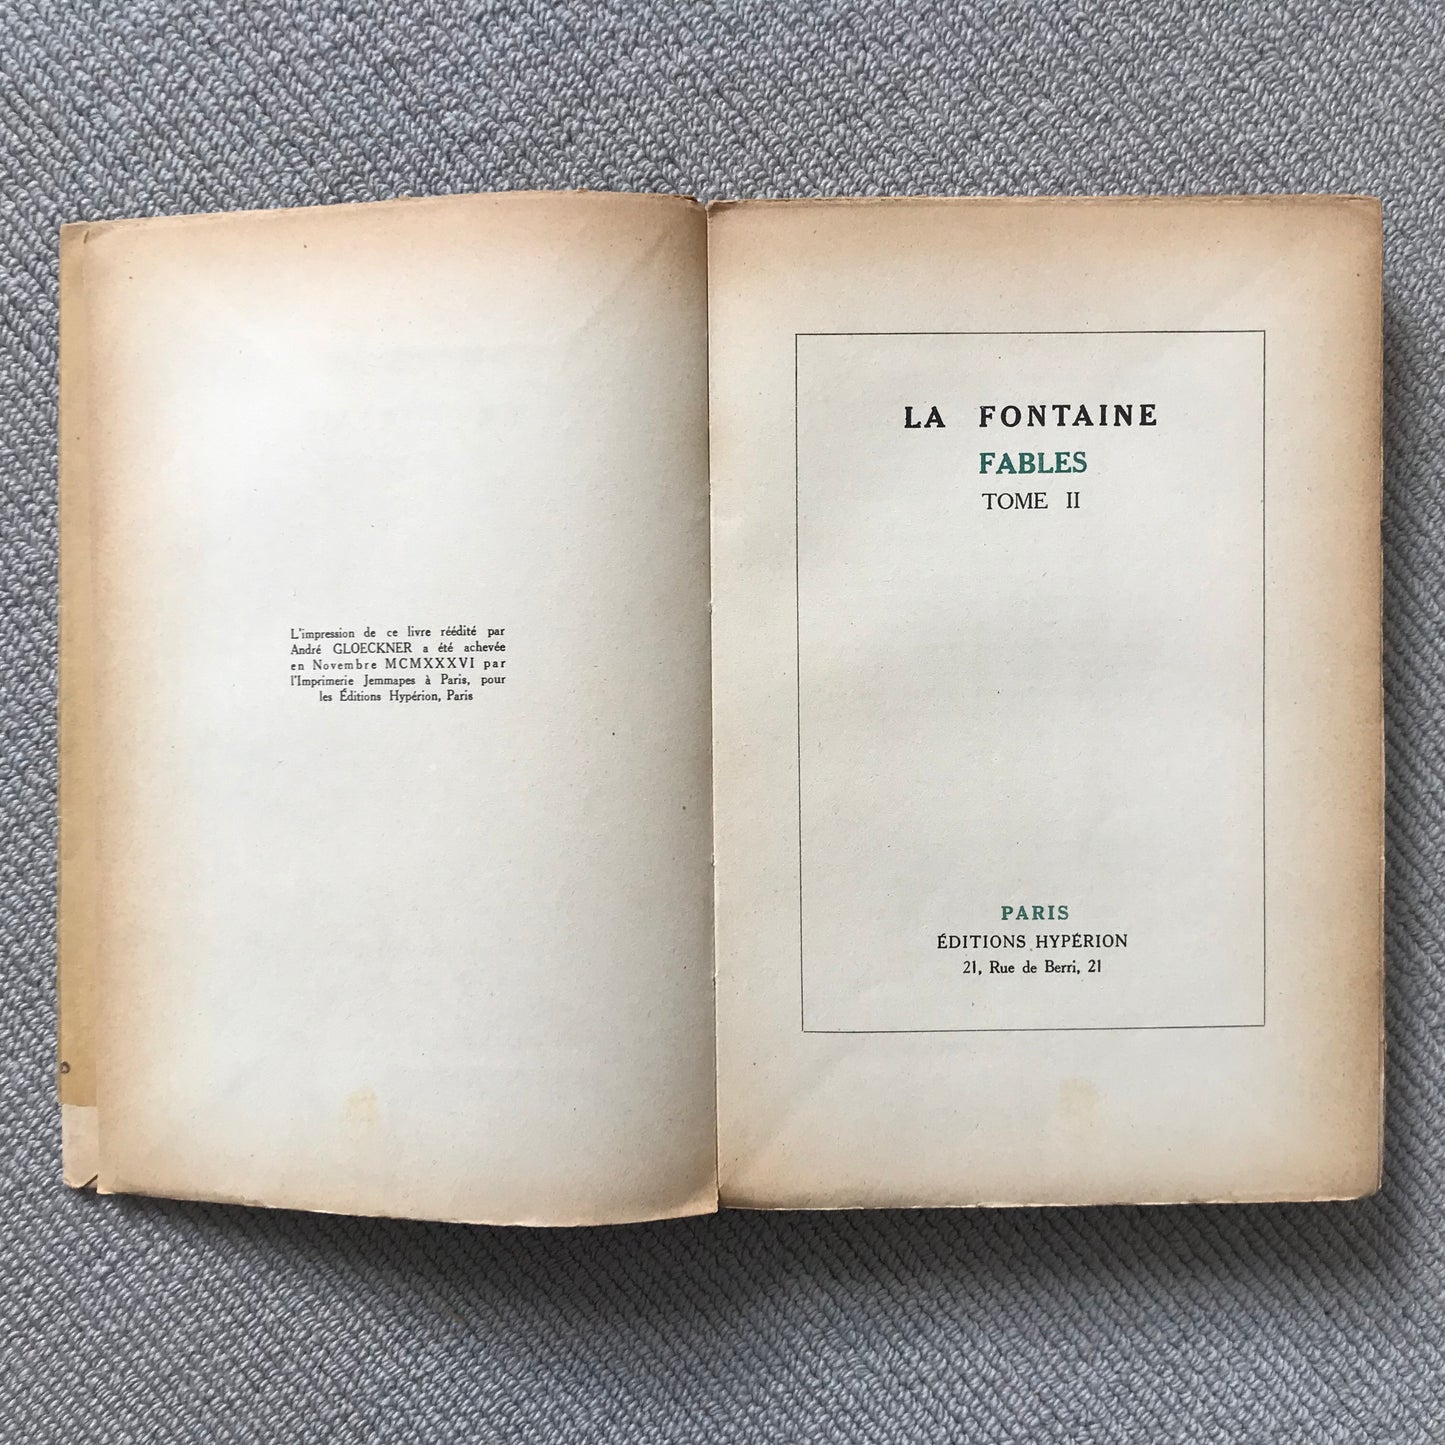 L'impression de ce livre réédité par
André GLOECKNER a été achevée
en Novembre MCMXXXVI par
l'Imprimerie Jemmapes à Paris, pour
les Éditions Hypérion, Paris
LA FONTAINE
FABLES
TOME II
PARIS
ÉDITIONS HYPÉRION
21, Rue de Berri, 21